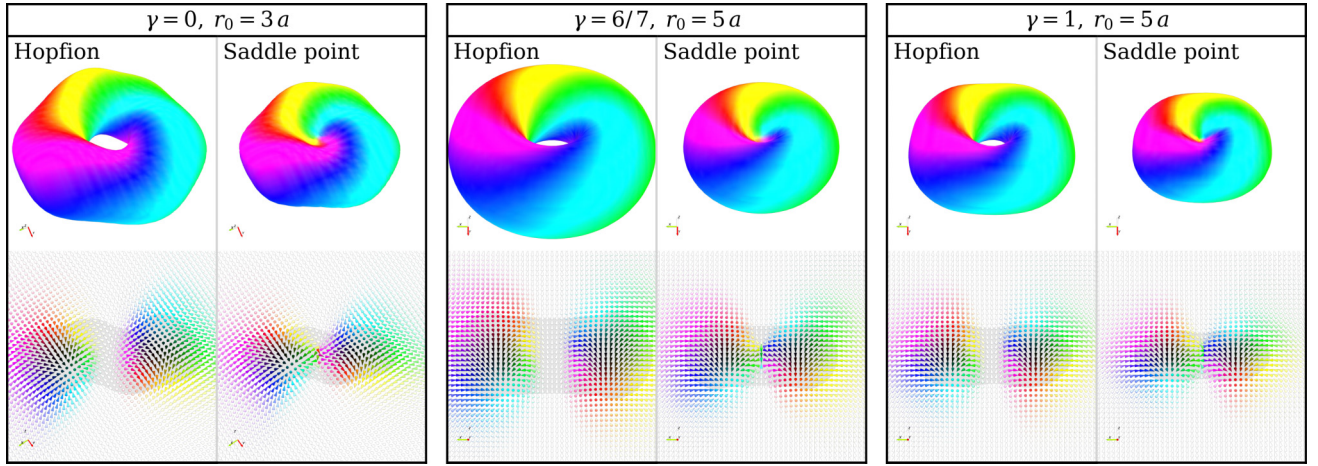 γ = 0, r₀ = 3 a
Hopfion
Saddle point
γ = 6/7, r₀ = 5 a
Hopfion
Saddle point
γ = 1, r₀ = 5 a
Hopfion
Saddle point